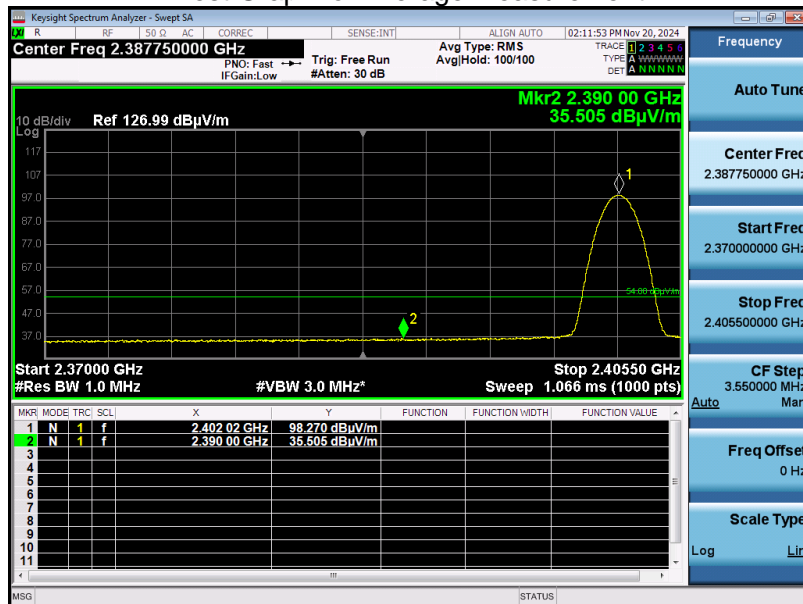 Keysight Spectrum Analyzer - Swept SA
LXI R RF 50 Ω AC CORREC SENSE:INT ALIGN AUTO 02:11:53 PM Nov 20, 2024
Center Freq 2.387750000 GHz
PNO: Fast
IFGain:Low
Trig: Free Run
#Atten: 30 dB
Avg Type: RMS
Avg|Hold: 100/100
TRACE 1 2 3 4 5 6
TYPE A WWWWW
DET A N N N N N
Mkr2 2.390 00 GHz
35.505 dBµV/m
10 dB/div Ref 126.99 dBµV/m
Log
117
107
97.0
87.0
77.0
67.0
57.0
47.0
37.0
1
2
54.00 dBµV/m
Start 2.37000 GHz Stop 2.40550 GHz
#Res BW 1.0 MHz #VBW 3.0 MHz* Sweep 1.066 ms (1000 pts)
MKR MODE TRC SCL X Y FUNCTION FUNCTION WIDTH FUNCTION VALUE
1 N 1 f 2.402 02 GHz 98.270 dBµV/m
2 N 1 f 2.390 00 GHz 35.505 dBµV/m
3
4
5
6
7
8
9
10
11
MSG STATUS
Frequency
Auto Tune
Center Freq
2.387750000 GHz
Start Freq
2.370000000 GHz
Stop Freq
2.405500000 GHz
CF Step
3.550000 MHz
Auto Man
Freq Offset
0 Hz
Scale Type
Log Lin